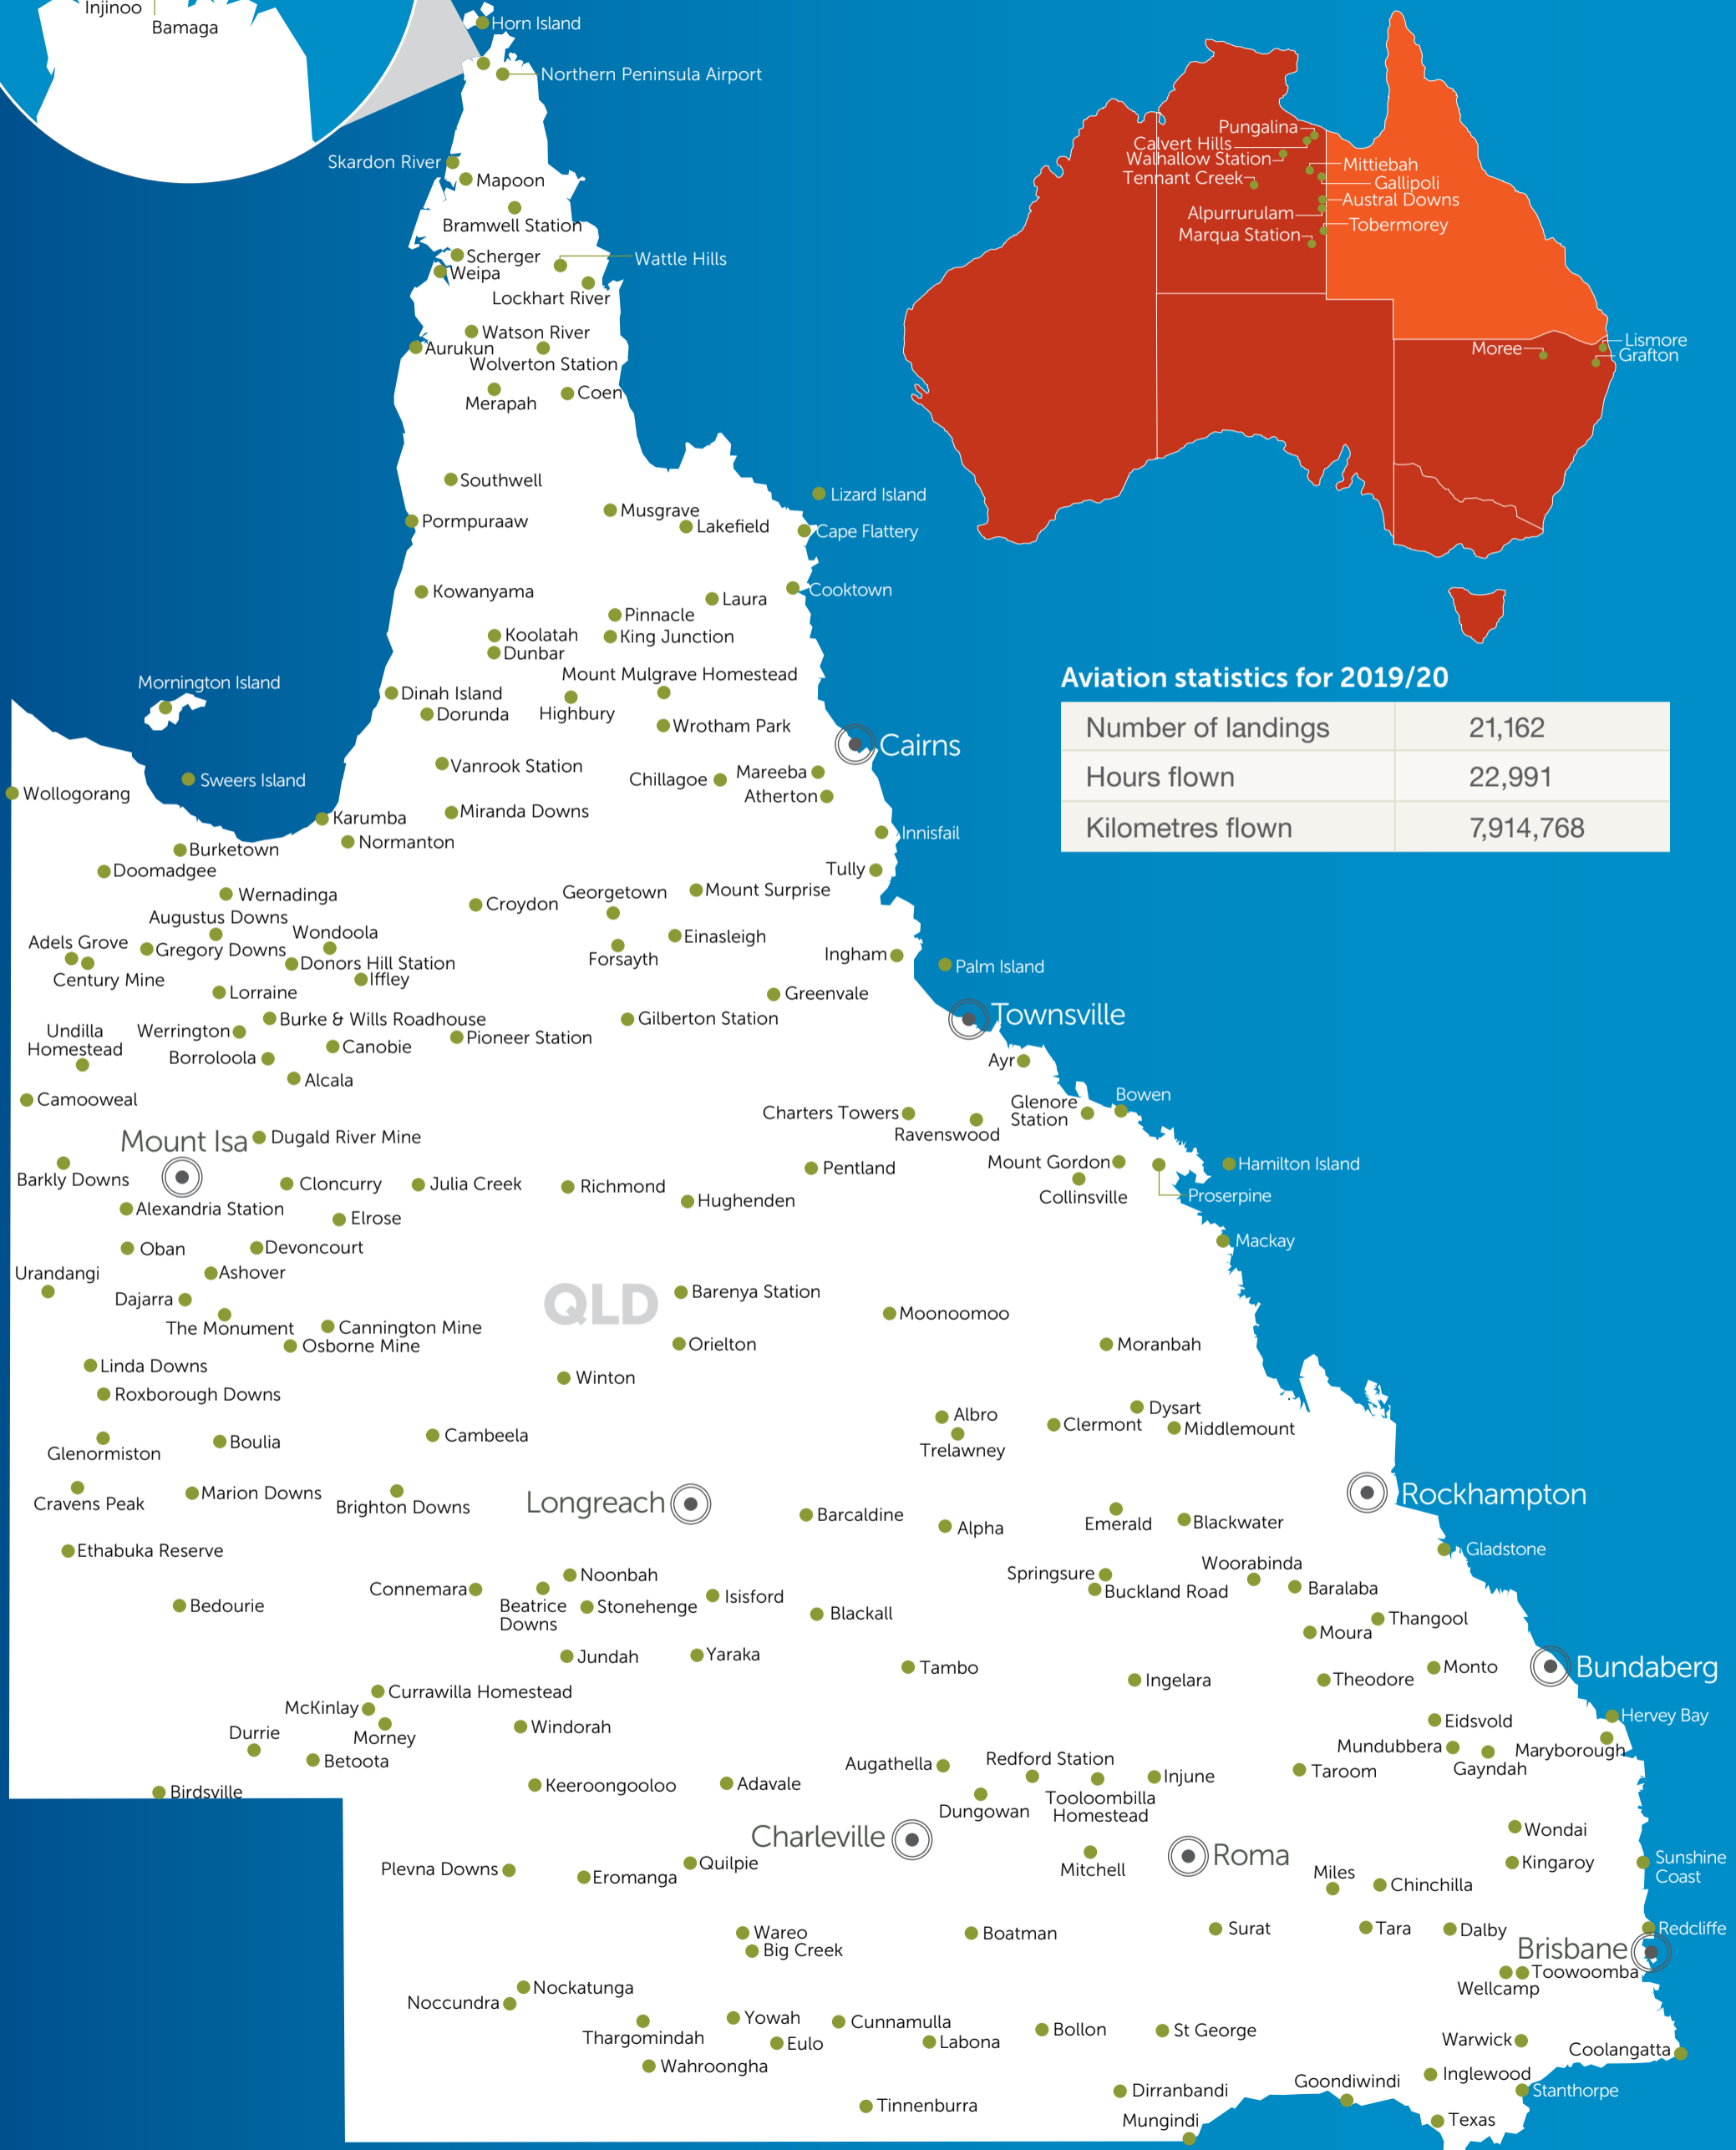 Injinoo
Bamaga
Horn Island
Northern Peninsula Airport
Skardon River
Mapoon
Bramwell Station
Scherger
Weipa
Wattle Hills
Lockhart River
Watson River
Aurukun
Wolverton Station
Merapah
Coen
Southwell
Pormpuraaw
Musgrave
Lakefield
Lizard Island
Cape Flattery
Kowanyama
Laura
Cooktown
Pinnacle
Koolatah
King Junction
Dunbar
Mount Mulgrave Homestead
Mornington Island
Dinah Island
Dorunda
Highbury
Wrotham Park
Cairns
Vanrook Station
Chillagoe
Mareeba
Atherton
Sweers Island
Wollogorang
Karumba
Miranda Downs
Normanton
Innisfail
Burketown
Doomadgee
Tully
Wernadinga
Georgetown
Mount Surprise
Croydon
Augustus Downs
Wondoola
Adels Grove
Gregory Downs
Einasleigh
Forsayth
Ingham
Palm Island
Donors Hill Station
Century Mine
Iffley
Lorraine
Greenvale
Burke & Wills Roadhouse
Gilberton Station
Townsville
Undilla
Homestead
Werrington
Pioneer Station
Canobie
Borroloola
Ayr
Alcala
Camooweal
Bowen
Glenore
Station
Charters Towers
Ravenswood
Mount Isa
Dugald River Mine
Barkly Downs
Pentland
Mount Gordon
Hamilton Island
Cloncurry
Julia Creek
Richmond
Hughenden
Collinsville
Proserpine
Alexandria Station
Elrose
Mackay
Oban
Devoncourt
Urandangi
Ashover
Dajarra
QLD
Barenya Station
The Monument
Cannington Mine
Moonoomoo
Osborne Mine
Orielton
Moranbah
Linda Downs
Winton
Roxborough Downs
Albro
Dysart
Clermont
Middlemount
Glenormiston
Boulia
Cambeela
Trelawney
Cravens Peak
Marion Downs
Brighton Downs
Longreach
Rockhampton
Barcaldine
Alpha
Emerald
Blackwater
Ethabuka Reserve
Gladstone
Noonbah
Springsure
Woorabinda
Connemara
Buckland Road
Baralaba
Bedourie
Beatrice
Downs
Stonehenge
Isisford
Blackall
Thangool
Moura
Jundah
Yaraka
Tambo
Ingelara
Theodore
Monto
Bundaberg
Currawilla Homestead
McKinlay
Morney
Windorah
Eidsvold
Hervey Bay
Durrie
Betoota
Mundubbera
Maryborough
Gayndah
Augathella
Redford Station
Injune
Taroom
Birdsville
Keeroongooloo
Adavale
Dungowan
Tooloombilla
Homestead
Charleville
Wondai
Mitchell
Roma
Kingaroy
Sunshine
Coast
Plevna Downs
Eromanga
Quilpie
Miles
Chinchilla
Wareo
Big Creek
Boatman
Surat
Tara
Dalby
Redcliffe
Brisbane
Toowoomba
Wellcamp
Nockatunga
Noccundra
Thargomindah
Yowah
Cunnamulla
Eulo
Labona
Bollon
St George
Warwick
Coolangatta
Wahroongha
Inglewood
Goondiwindi
Stanthorpe
Tinnenburra
Dirranbandi
Mungindi
Texas
Pungalina
Calvert Hills
Walhallow Station
Tennant Creek
Mittiebah
Gallipoli
Austral Downs
Alpurrurulam
Tobermorey
Marqua Station
Moree
Lismore
Grafton
Aviation statistics for 2019/20
Number of landings 21,162
Hours flown 22,991
Kilometres flown 7,914,768